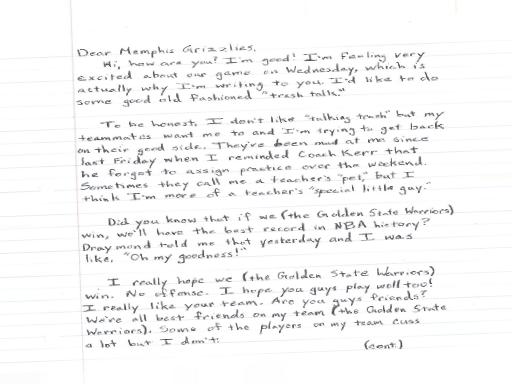 Dear Memphis Grizzlies,
Hi, how are you? I'm good! I'm feeling very
excited about our game on Wednesday, which is
actually why I'm writing to you. I'd like to do
some good old fashioned "trash talk."
To be honest, I don't like "talking trash" but my
teammates want me to and I'm trying to get back
on their good side. They've been mad at me since
last Friday when I reminded Coach Kerr that
he forgot to assign practice over the weekend.
Sometimes they call me a teacher's "pet," but I
think I'm more of a teacher's "special little guy."
Did you know that if we (the Golden State Warriors)
win, we'll have the best record in NBA history?
Draymond told me that yesterday and I was
like, "Oh my goodness!"
I really hope we (the Golden State Warriors)
win. No offense. I hope you guys play well too!
I really like your team. Are you guys friends?
We're all best friends on my team (the Golden State
Warriors). Some of the players on my team cuss
a lot but I don't.
(cont.)